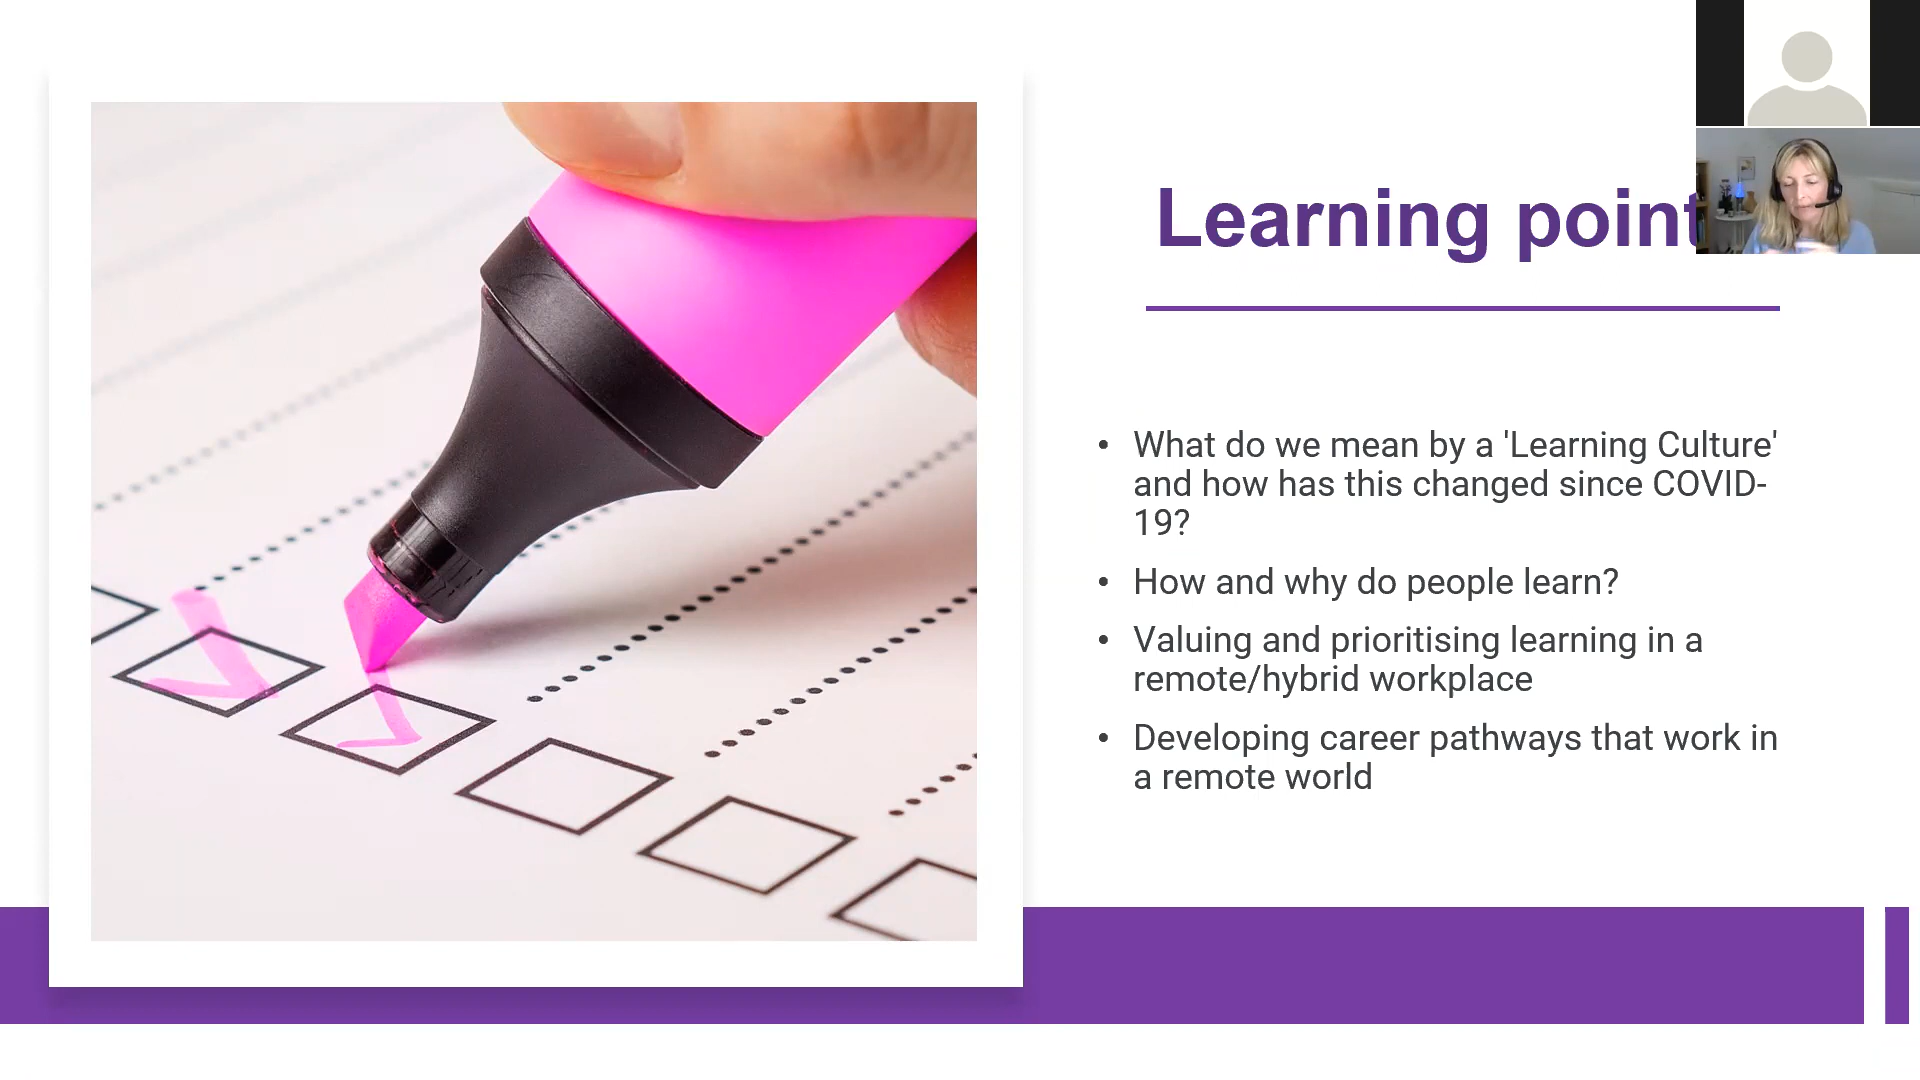 Learning point
• What do we mean by a 'Learning Culture'
and how has this changed since COVID-
19?
• How and why do people learn?
• Valuing and prioritising learning in a
remote/hybrid workplace
• Developing career pathways that work in
a remote world